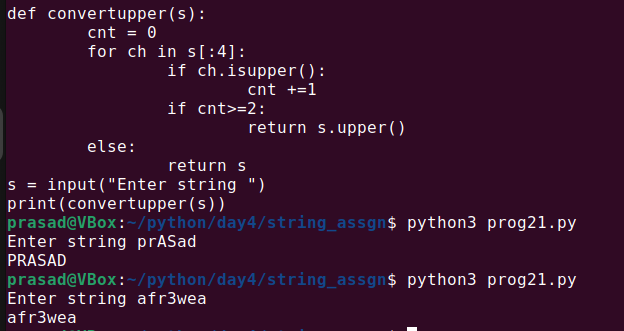 def convertupper(s):
        cnt = 0
        for ch in s[:4]:
                if ch.isupper():
                        cnt +=1
                if cnt>=2:
                        return s.upper()
        else:
                return s
s = input("Enter string ")
print(convertupper(s))
prasad@VBox:~/python/day4/string_assgn$ python3 prog21.py
Enter string prASad
PRASAD
prasad@VBox:~/python/day4/string_assgn$ python3 prog21.py
Enter string afr3wea
afr3wea